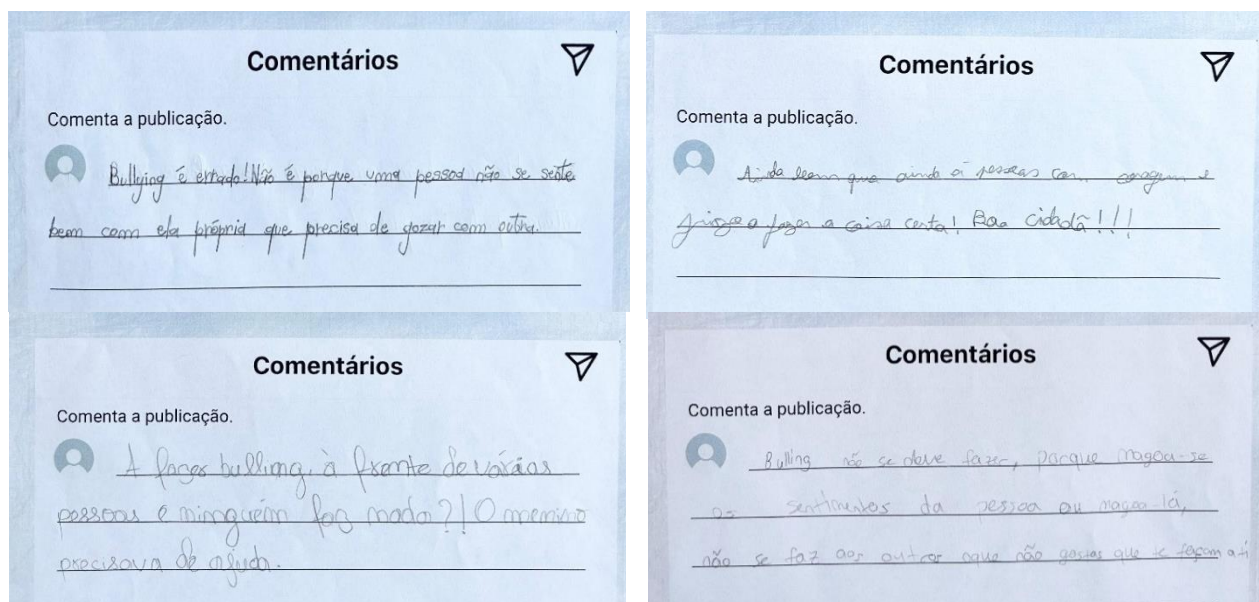 Comentários
Comenta a publicação.
Bullying é errado! Não é porque uma pessoa não se sente
bem com ela própria que precisa de gozar com outra.
Comentários
Comenta a publicação.
Ainda bem que ainda á pessoas com coragem e
a fazer a coisa certa! Boa cidadã!!!
Comentários
Comenta a publicação.
A fazer bulling, à frente de várias
pessoas e ninguém faz nada?! O menino
precisava de ajuda.
Comentários
Comenta a publicação.
Bulling não se deve fazer, porque magoa-se
os sentimentos da pessoa ou magoa-lá,
não se faz aos outros oque não gostas que te façam a ti